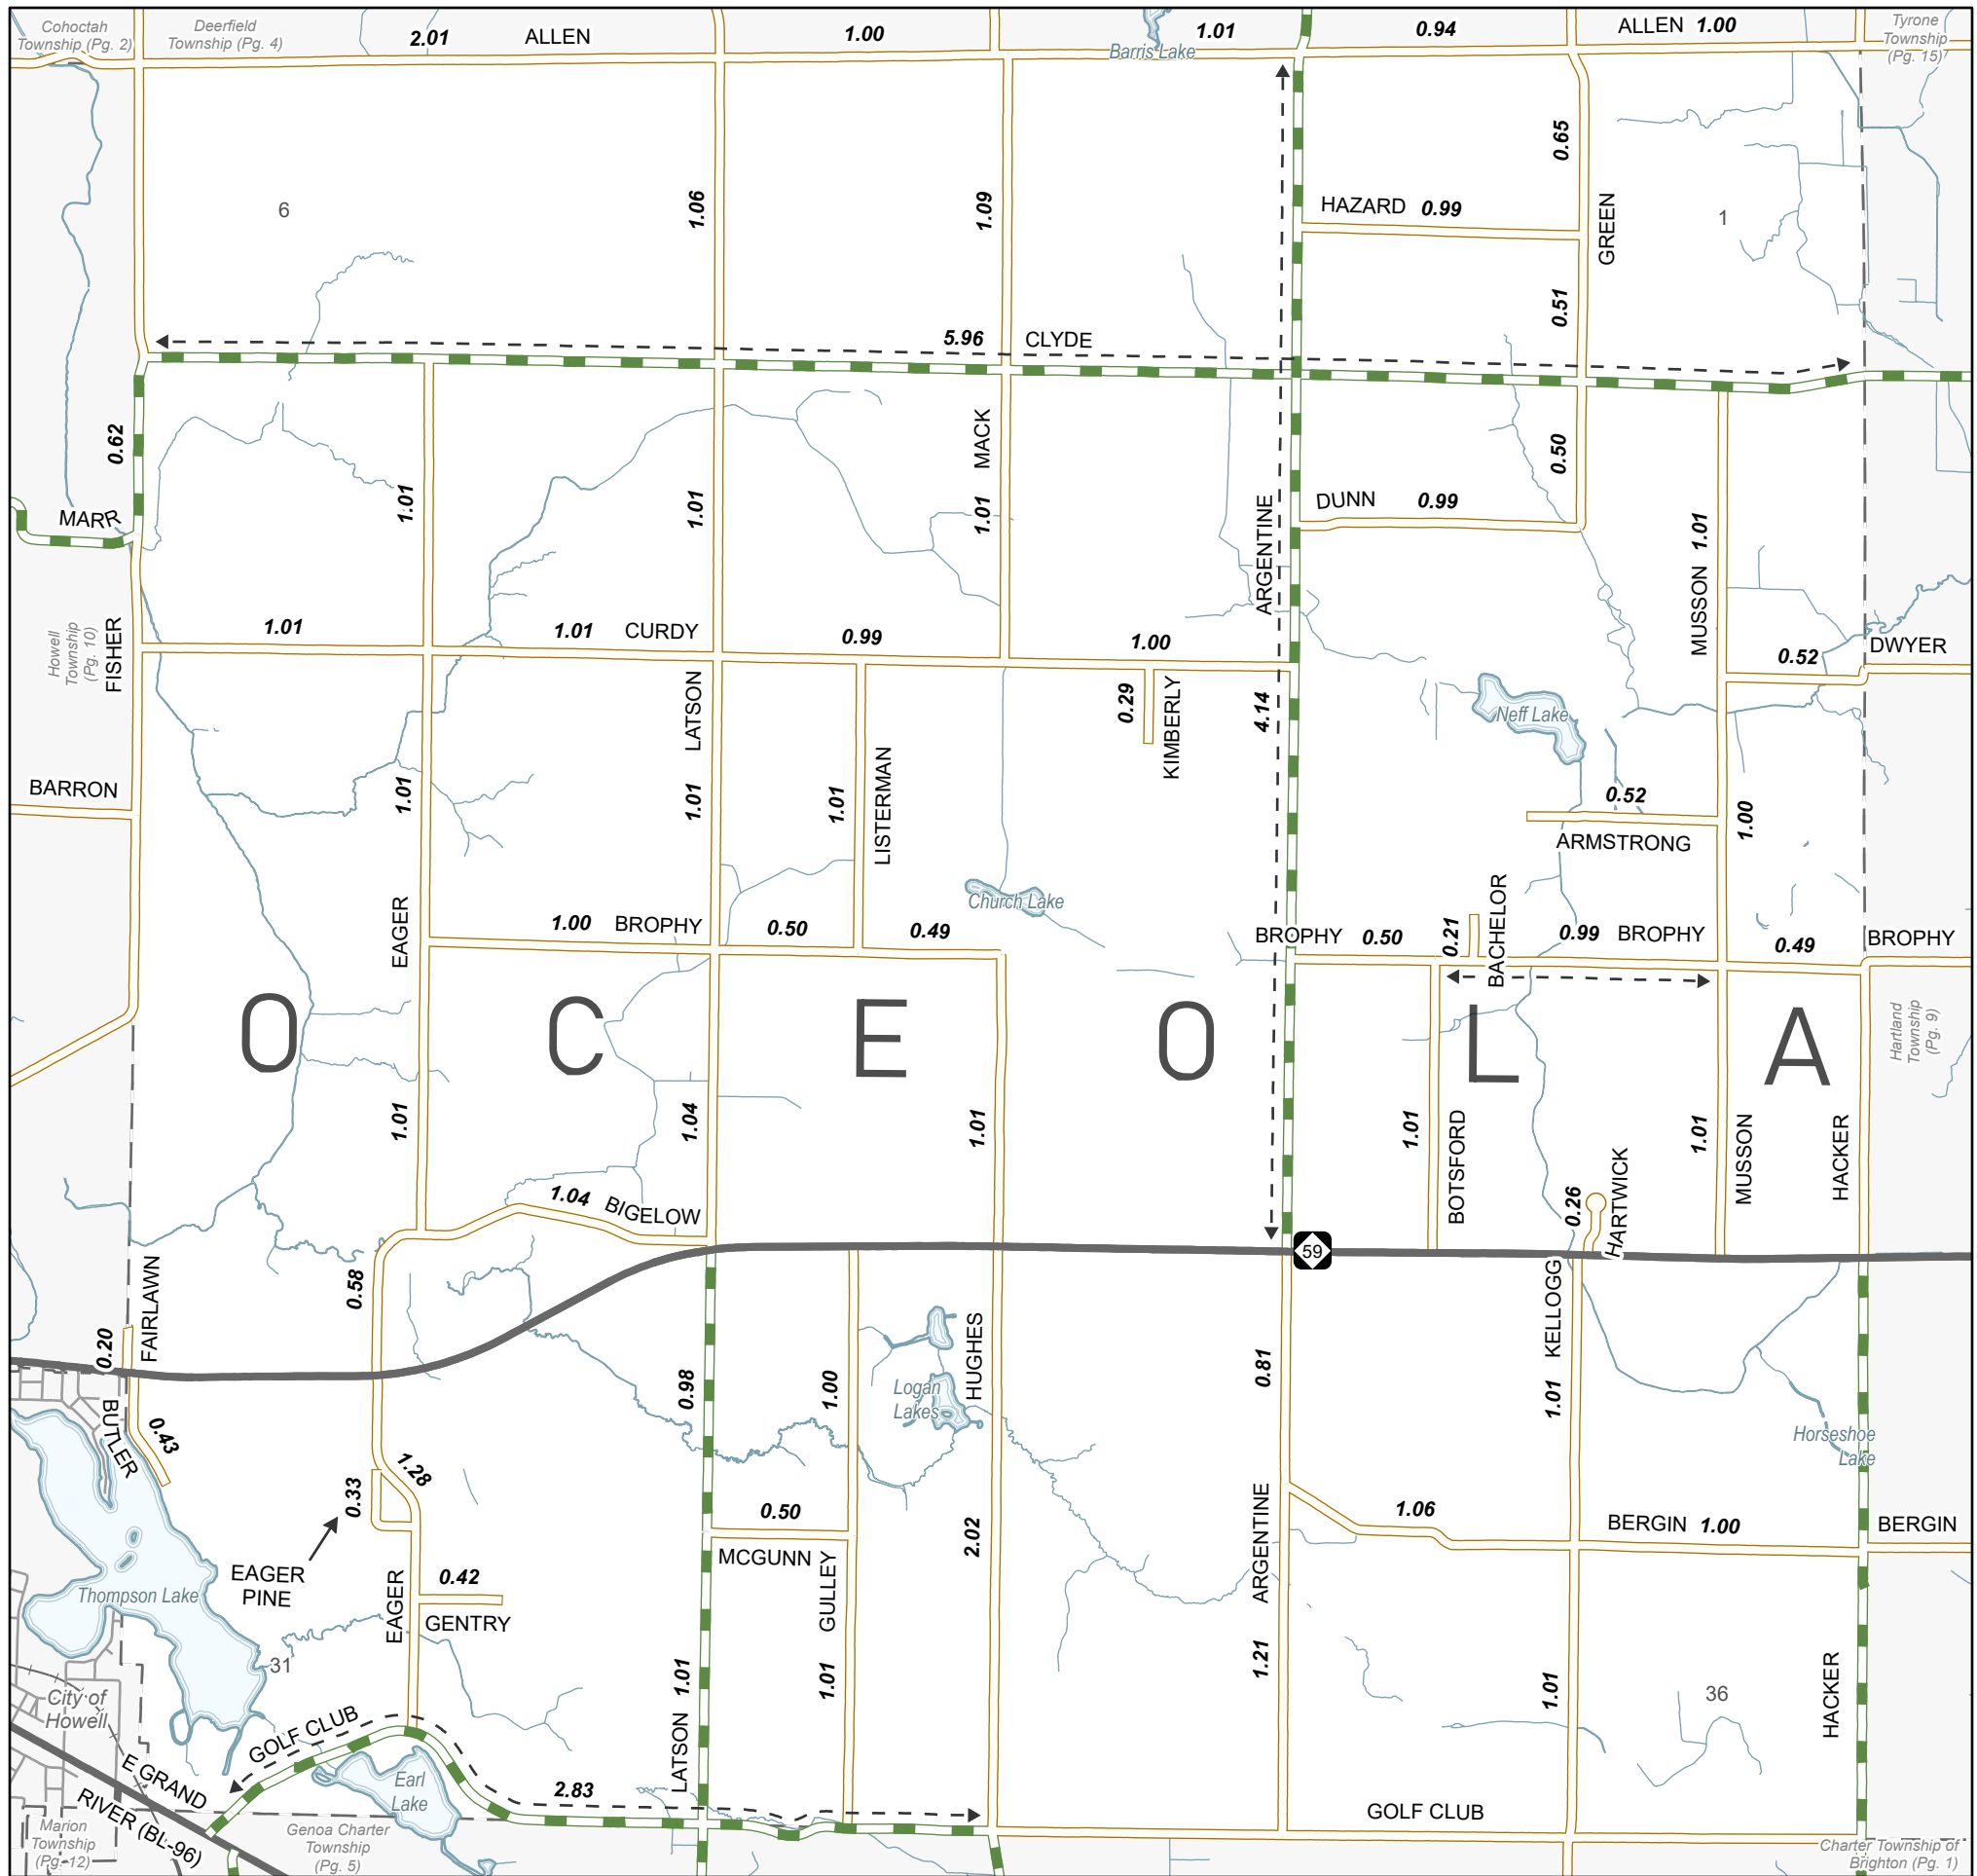 Cohoctah
Township (Pg. 2)
Deerfield
Township (Pg. 4)
2.01
ALLEN
1.00
Barris Lake
1.01
0.94
ALLEN 1.00
Tyrone
Township
(Pg. 15)
6
1.06
1.09
0.65
HAZARD 0.99
GREEN
1
0.51
5.96
CLYDE
0.62
MARR
1.01
1.01
MACK
1.01
ARGENTINE
DUNN 0.99
0.50
MUSSON 1.01
Howell
Township
(Pg. 10)
FISHER
1.01
1.01 CURDY
0.99
1.00
0.52
DWYER
LATSON
0.29
KIMBERLY
4.14
Neff Lake
BARRON
1.01
1.01
1.01
LISTERMAN
0.52
ARMSTRONG
1.00
Church Lake
EAGER
1.00 BROPHY
0.50
0.49
BROPHY 0.50
0.21
BACHELOR
0.99 BROPHY
0.49
BROPHY
O C E O L A
Hartland
Township
(Pg. 9)
1.01
1.04
1.01
1.01
BOTSFORD
1.01
MUSSON
HACKER
1.04 BIGELOW
0.26
HARTWICK
59
FAIRLAWN
0.20
0.58
0.98
1.00
HUGHES
Logan
Lakes
0.81
KELLOGG
1.01
Horseshoe
Lake
BUTLER
0.43
1.28
0.33
EAGER
PINE
0.50
MCGUNN
GULLEY
2.02
ARGENTINE
1.06
BERGIN 1.00
BERGIN
Thompson Lake
EAGER
0.42
GENTRY
31
City of
Howell
1.01
LATSON
1.01
1.21
1.01
36
HACKER
GOLF CLUB
E GRAND
RIVER (BL-96)
Earl
Lake
2.83
GOLF CLUB
Marion
Township
(Pg. 12)
Genoa Charter
Township
(Pg. 5)
Charter Township of
Brighton (Pg. 1)